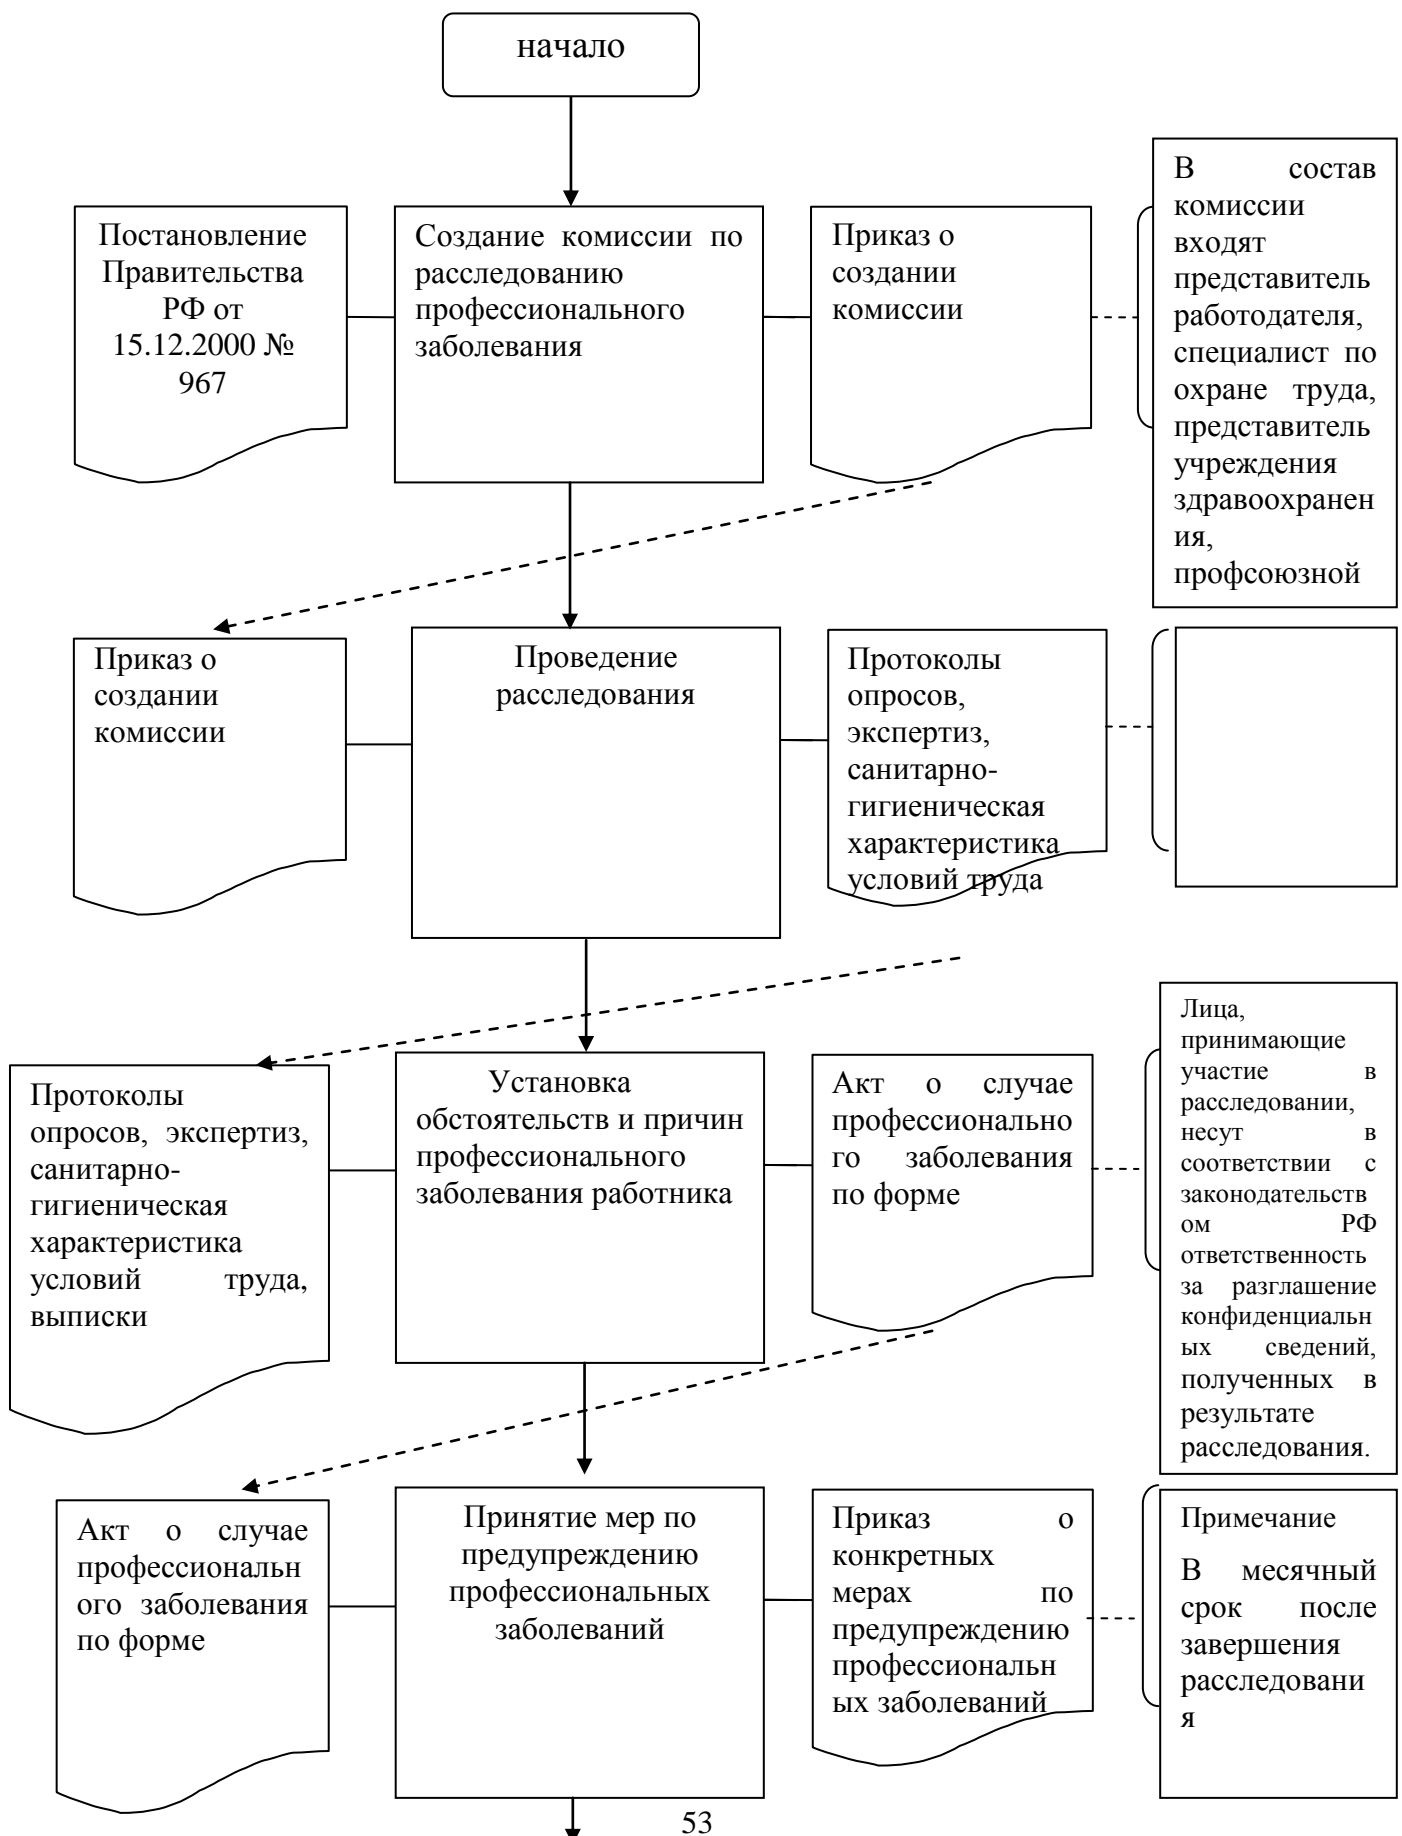 начало
Постановление
Правительства
РФ от
15.12.2000 №
967
Создание комиссии по
расследованию
профессионального
заболевания
Приказ о
создании
комиссии
В состав
комиссии
входят
представитель
работодателя,
специалист по
охране труда,
представитель
учреждения
здравоохранен
ия,
профсоюзной
Приказ о
создании
комиссии
Проведение
расследования
Протоколы
опросов,
экспертиз,
санитарно-
гигиеническая
характеристика
условий труда
Протоколы
опросов, экспертиз,
санитарно-
гигиеническая
характеристика
условий труда,
выписки
Установка
обстоятельств и причин
профессионального
заболевания работника
Акт о случае
профессионально
го заболевания
по форме
Лица,
принимающие
участие в
расследовании,
несут в
соответствии с
законодательств
ом РФ
ответственность
за разглашение
конфиденциальн
ых сведений,
полученных в
результате
расследования.
Акт о случае
профессиональн
ого заболевания
по форме
Принятие мер по
предупреждению
профессиональных
заболеваний
Приказ о
конкретных
мерах по
предупреждению
профессиональн
ых заболеваний
Примечание
В месячный
срок после
завершения
расследовани
я
53